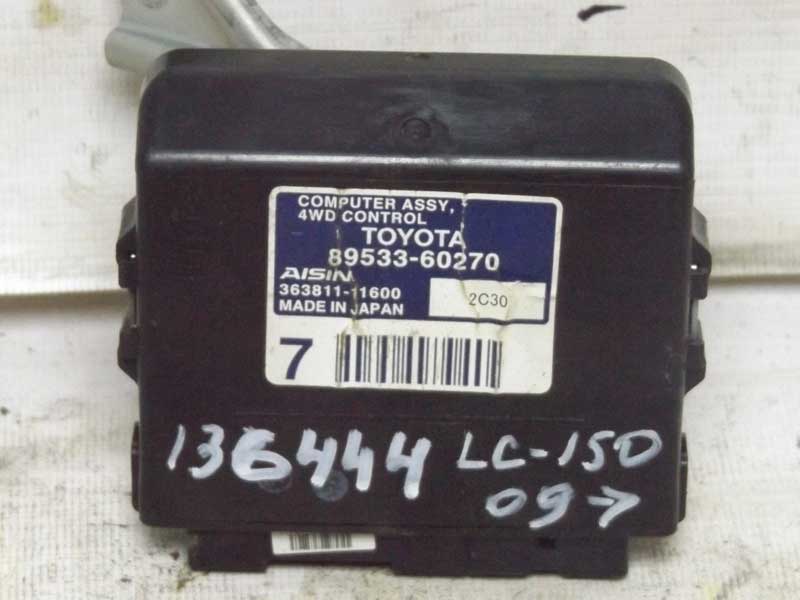 COMPUTER ASSY,
4WD CONTROL
TOYOTA
89533-60270
AISIN
363811-11600
MADE IN JAPAN
2C30
7
136444 LC-150
09->